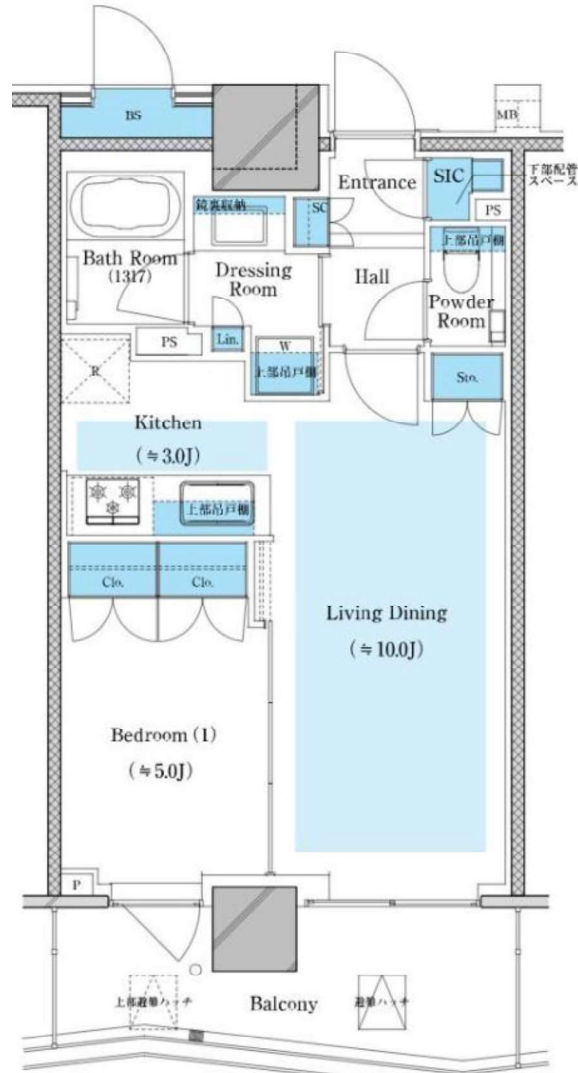 BS
MB
下部配管
スペース
Entrance
SIC
鏡裏収納
SC
PS
上部吊戸棚
Bath Room
(1317)
Dressing
Room
Hall
Powder
Room
PS
Lin.
W
上部吊戸棚
R
Sto.
Kitchen
(≒3.0J)
上部吊戸棚
Clo.
Clo.
Living Dining
(≒10.0J)
Bedroom (1)
(≒5.0J)
P
上部避難ハッチ
Balcony
避難ハッチ